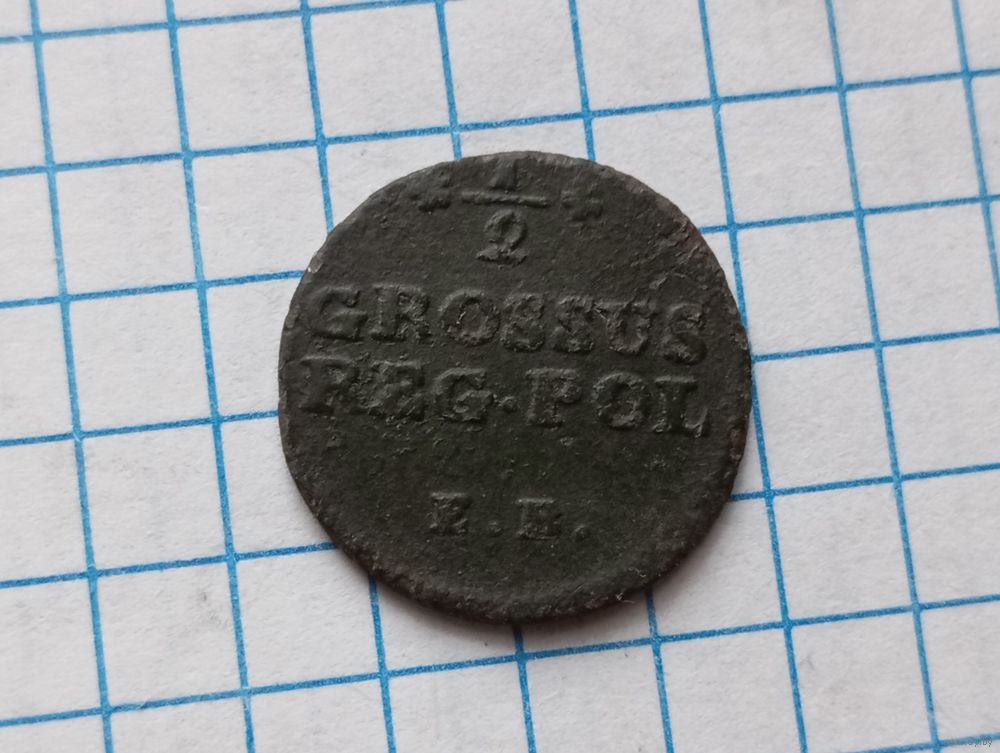 1
2
GROSSUS
REG·POL
E.B.